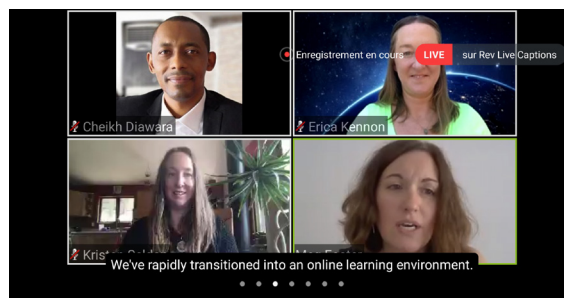 Enregistrement en cours
LIVE
sur Rev Live Captions
Cheikh Diawara
Erica Kennon
We've rapidly transitioned into an online learning environment.